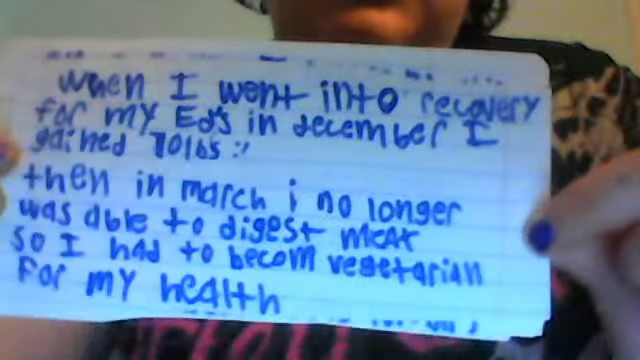 when I went into recovery
for my Ed's in december I
gained 70lbs :'
then in march i no longer
was able to digest meat
so I had to becom vegetarian
For my health